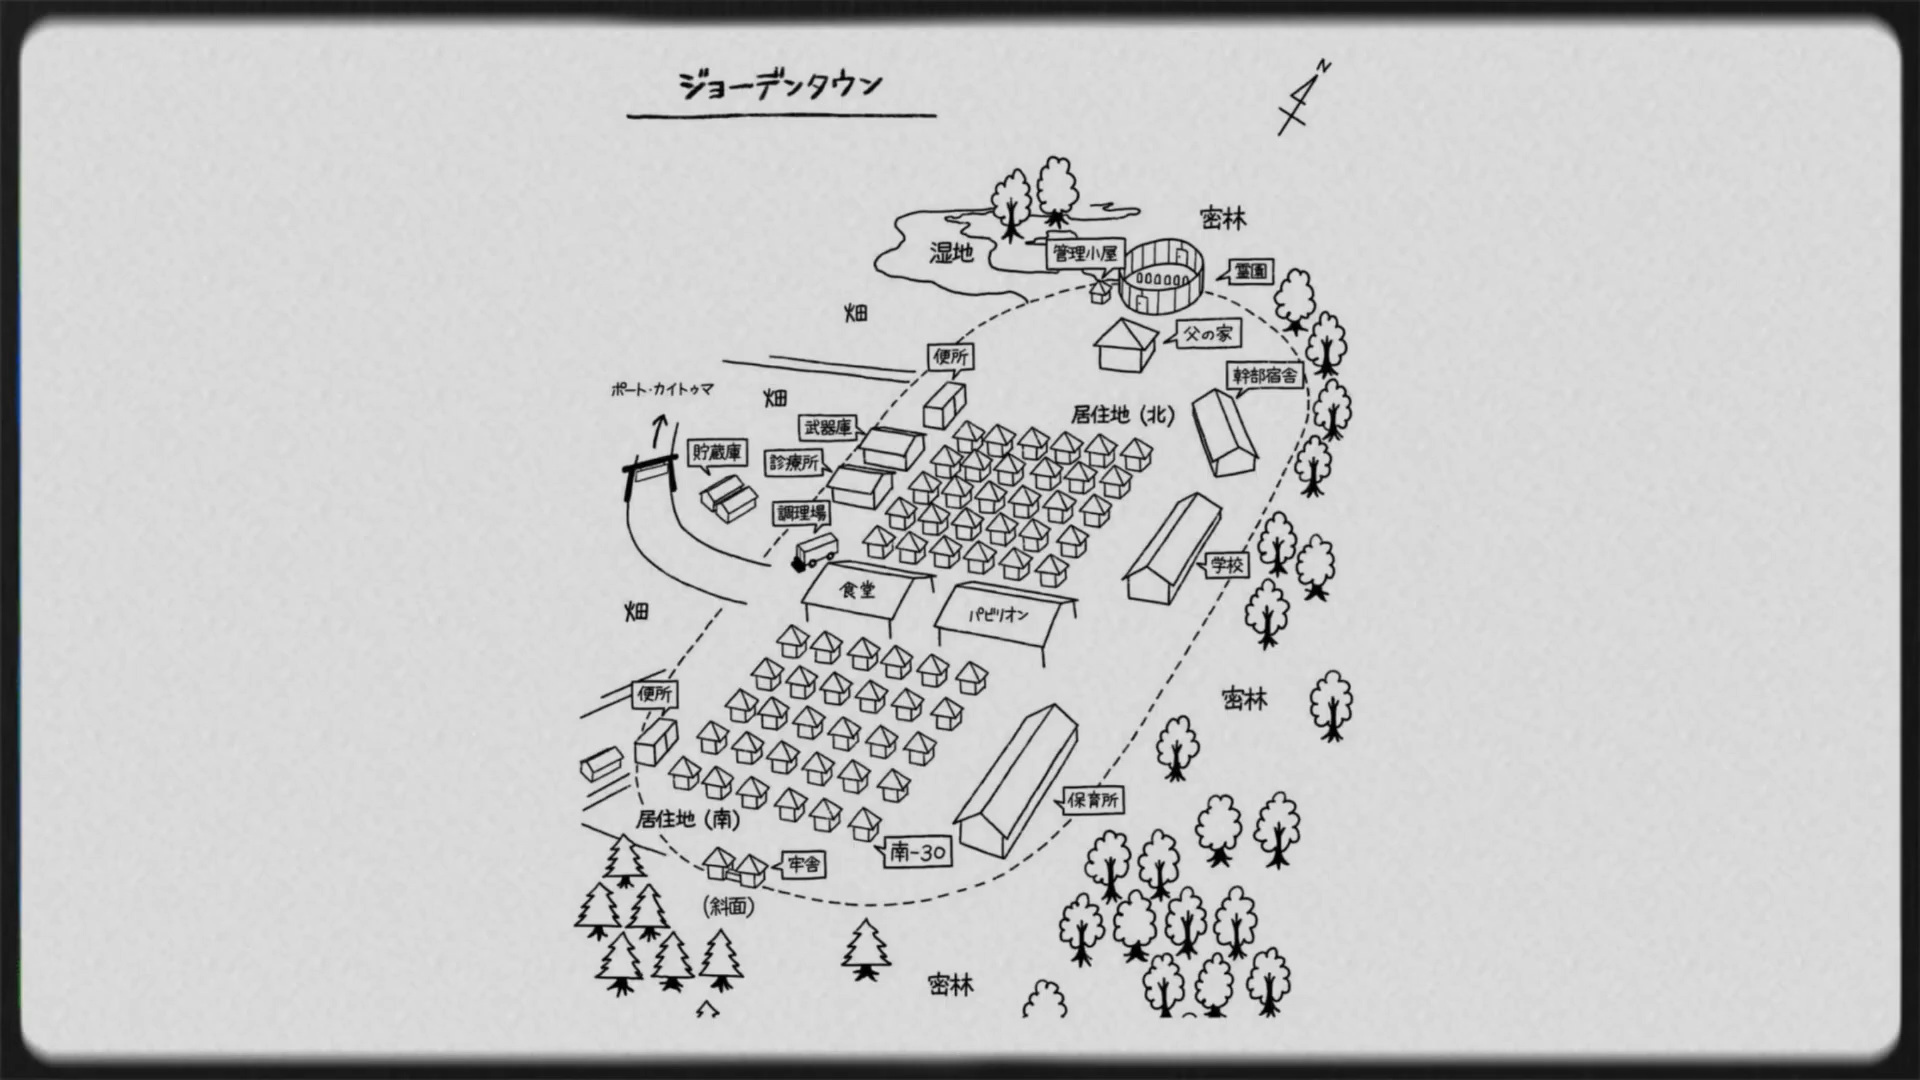 ジョーデンタウン
N
密林
湿地
管理小屋
霊園
畑
父の家
便所
幹部宿舎
ポート・カイトゥマ
畑
居住地 (北)
武器庫
貯蔵庫
診療所
調理場
学校
食堂
パビリオン
畑
便所
密林
保育所
居住地 (南)
南-30
牢舎
(斜面)
密林